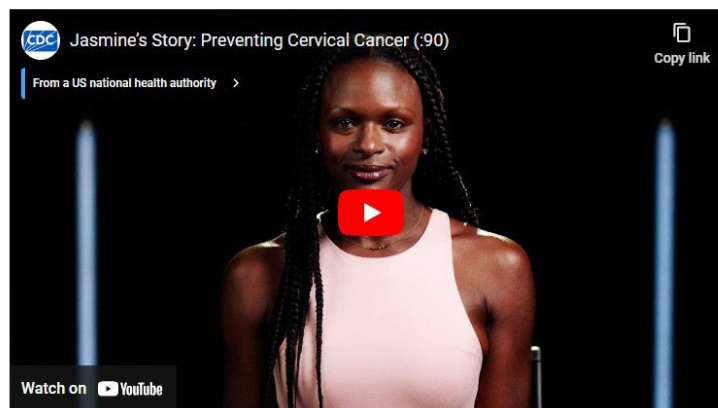 CDC
Jasmine’s Story: Preventing Cervical Cancer (:90)
Copy link
From a US national health authority
Watch on YouTube